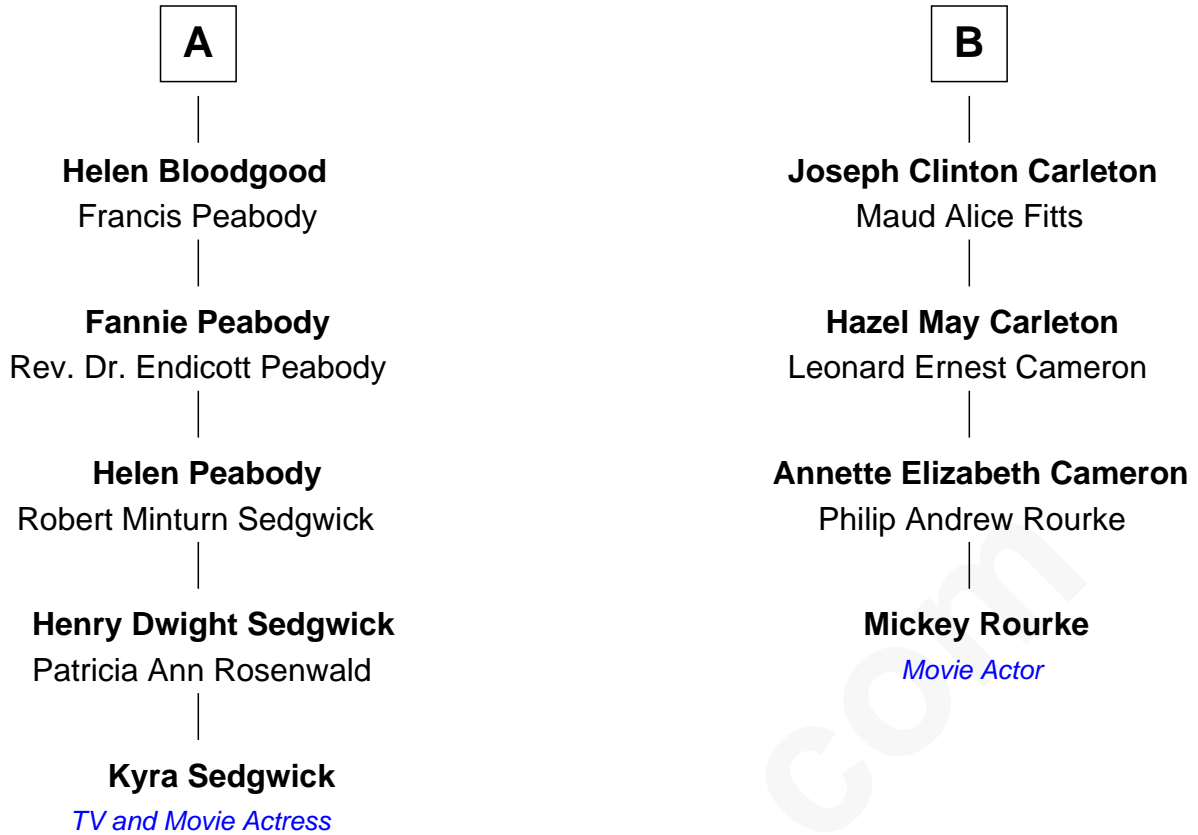 A
Helen Bloodgood
Francis Peabody
Fannie Peabody
Rev. Dr. Endicott Peabody
Helen Peabody
Robert Minturn Sedgwick
Henry Dwight Sedgwick
Patricia Ann Rosenwald
Kyra Sedgwick
TV and Movie Actress
B
Joseph Clinton Carleton
Maud Alice Fitts
Hazel May Carleton
Leonard Ernest Cameron
Annette Elizabeth Cameron
Philip Andrew Rourke
Mickey Rourke
Movie Actor
com